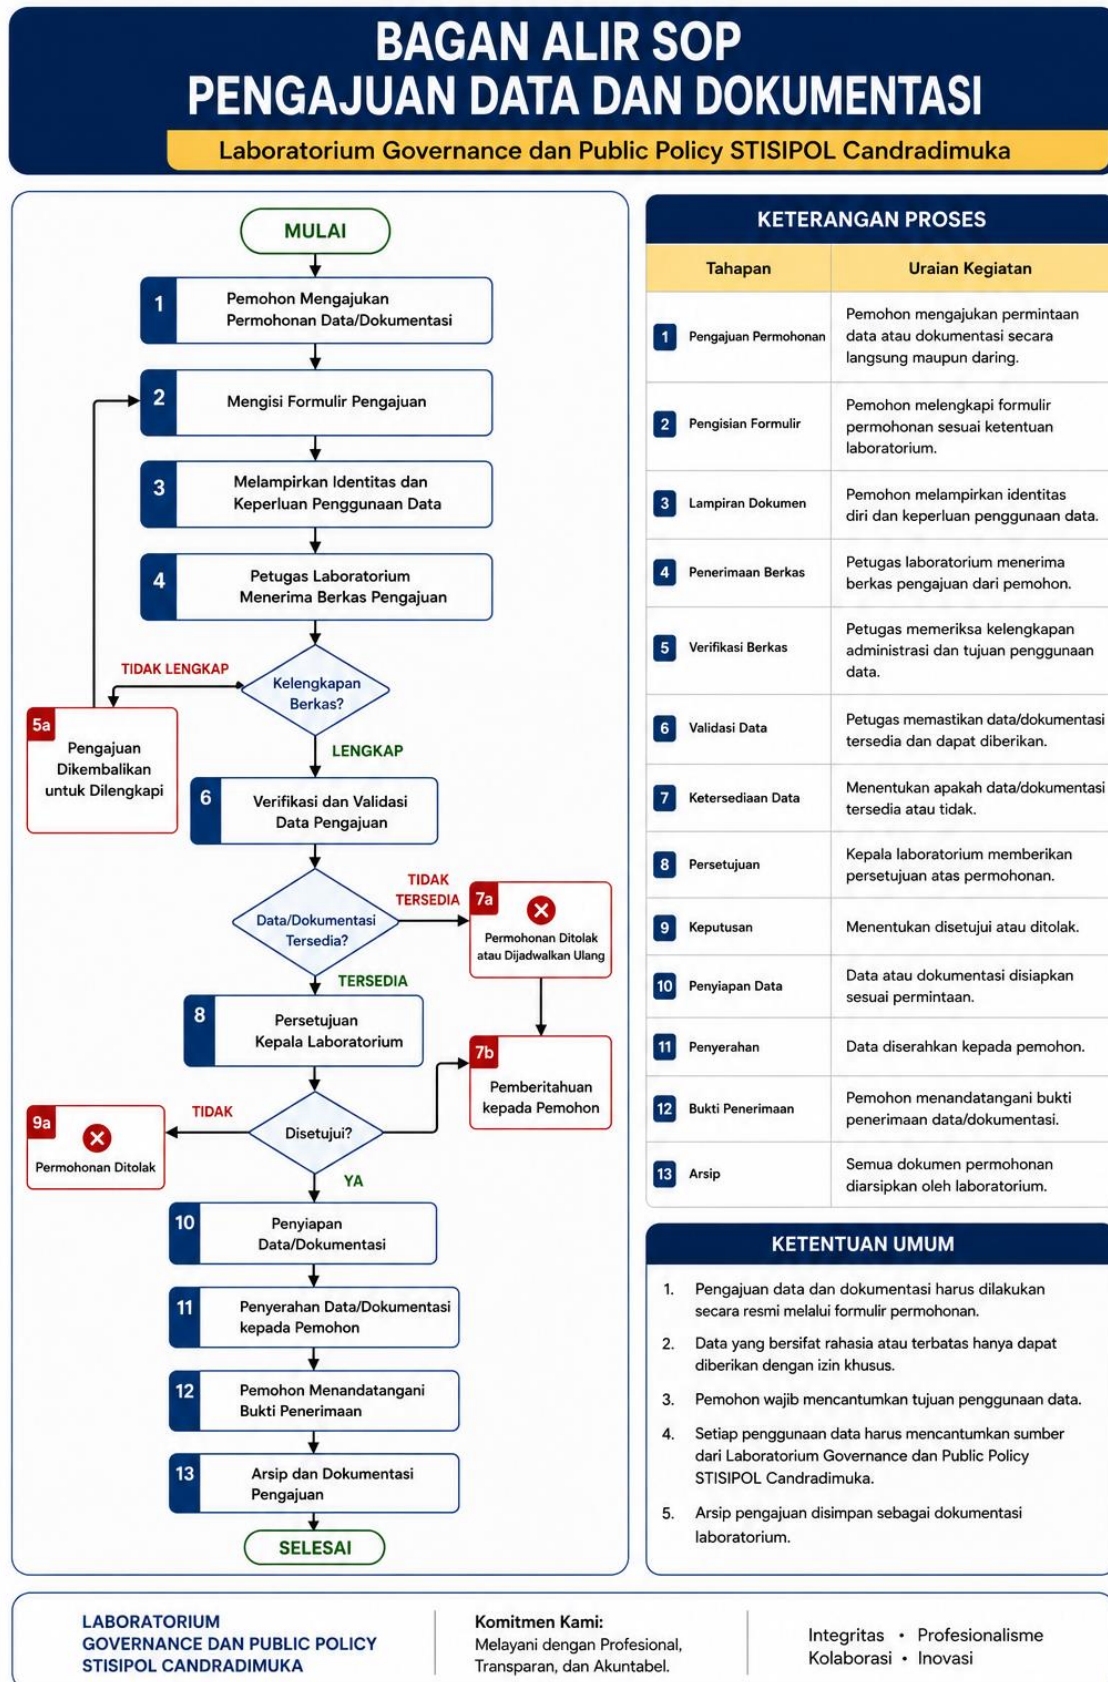 BAGAN ALIR SOP
PENGAJUAN DATA DAN DOKUMENTASI
Laboratorium Governance dan Public Policy STISIPOL Candradimuka
MULAI
1
Pemohon Mengajukan
Permohonan Data/Dokumentasi
2
Mengisi Formulir Pengajuan
3
Melampirkan Identitas dan
Keperluan Penggunaan Data
4
Petugas Laboratorium
Menerima Berkas Pengajuan
TIDAK LENGKAP
Kelengkapan
Berkas?
5a
Pengajuan
Dikembalikan
untuk Dilengkapi
LENGKAP
6
Verifikasi dan Validasi
Data Pengajuan
TIDAK
TERSEDIA
Data/Dokumentasi
Tersedia?
7a
Permohonan Ditolak
atau Dijadwalkan Ulang
TERSEDIA
8
Persetujuan
Kepala Laboratorium
7b
Pemberitahuan
kepada Pemohon
TIDAK
Disetujui?
9a
Permohonan Ditolak
YA
10
Penyiapan
Data/Dokumentasi
11
Penyerahan Data/Dokumentasi
kepada Pemohon
12
Pemohon Menandatangani
Bukti Penerimaan
13
Arsip dan Dokumentasi
Pengajuan
SELESAI
KETERANGAN PROSES
Tahapan Uraian Kegiatan
1 Pengajuan Permohonan
Pemohon mengajukan permintaan
data atau dokumentasi secara
langsung maupun daring.
2 Pengisian Formulir
Pemohon melengkapi formulir
permohonan sesuai ketentuan
laboratorium.
3 Lampiran Dokumen
Pemohon melampirkan identitas
diri dan keperluan penggunaan data.
4 Penerimaan Berkas
Petugas laboratorium menerima
berkas pengajuan dari pemohon.
5 Verifikasi Berkas
Petugas memeriksa kelengkapan
administrasi dan tujuan penggunaan
data.
6 Validasi Data
Petugas memastikan data/dokumentasi
tersedia dan dapat diberikan.
7 Ketersediaan Data
Menentukan apakah data/dokumentasi
tersedia atau tidak.
8 Persetujuan
Kepala laboratorium memberikan
persetujuan atas permohonan.
9 Keputusan
Menentukan disetujui atau ditolak.
10 Penyiapan Data
Data atau dokumentasi disiapkan
sesuai permintaan.
11 Penyerahan
Data diserahkan kepada pemohon.
12 Bukti Penerimaan
Pemohon menandatangani bukti
penerimaan data/dokumentasi.
13 Arsip
Semua dokumen permohonan
diarsipkan oleh laboratorium.
KETENTUAN UMUM
1. Pengajuan data dan dokumentasi harus dilakukan
secara resmi melalui formulir permohonan.
2. Data yang bersifat rahasia atau terbatas hanya dapat
diberikan dengan izin khusus.
3. Pemohon wajib mencantumkan tujuan penggunaan data.
4. Setiap penggunaan data harus mencantumkan sumber
dari Laboratorium Governance dan Public Policy
STISIPOL Candradimuka.
5. Arsip pengajuan disimpan sebagai dokumentasi
laboratorium.
LABORATORIUM
GOVERNANCE DAN PUBLIC POLICY
STISIPOL CANDRADIMUKA
Komitmen Kami:
Melayani dengan Profesional,
Transparan, dan Akuntabel.
Integritas • Profesionalisme
Kolaborasi • Inovasi